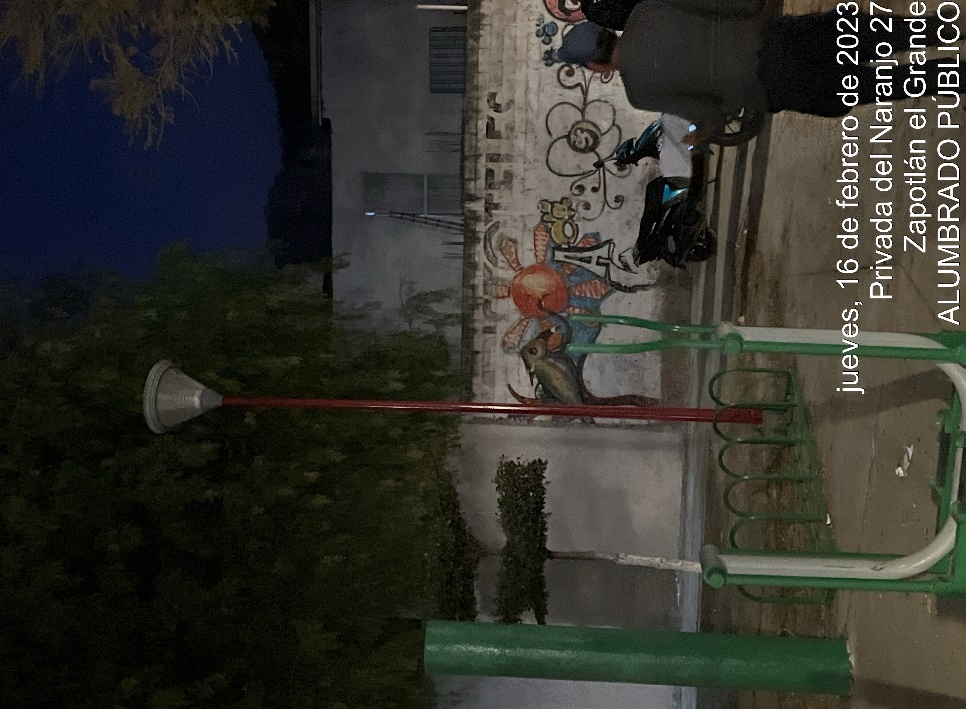 jueves, 16 de febrero de 2023
Privada del Naranjo 27
Zapotlán el Grande
ALUMBRADO PÚBLICO